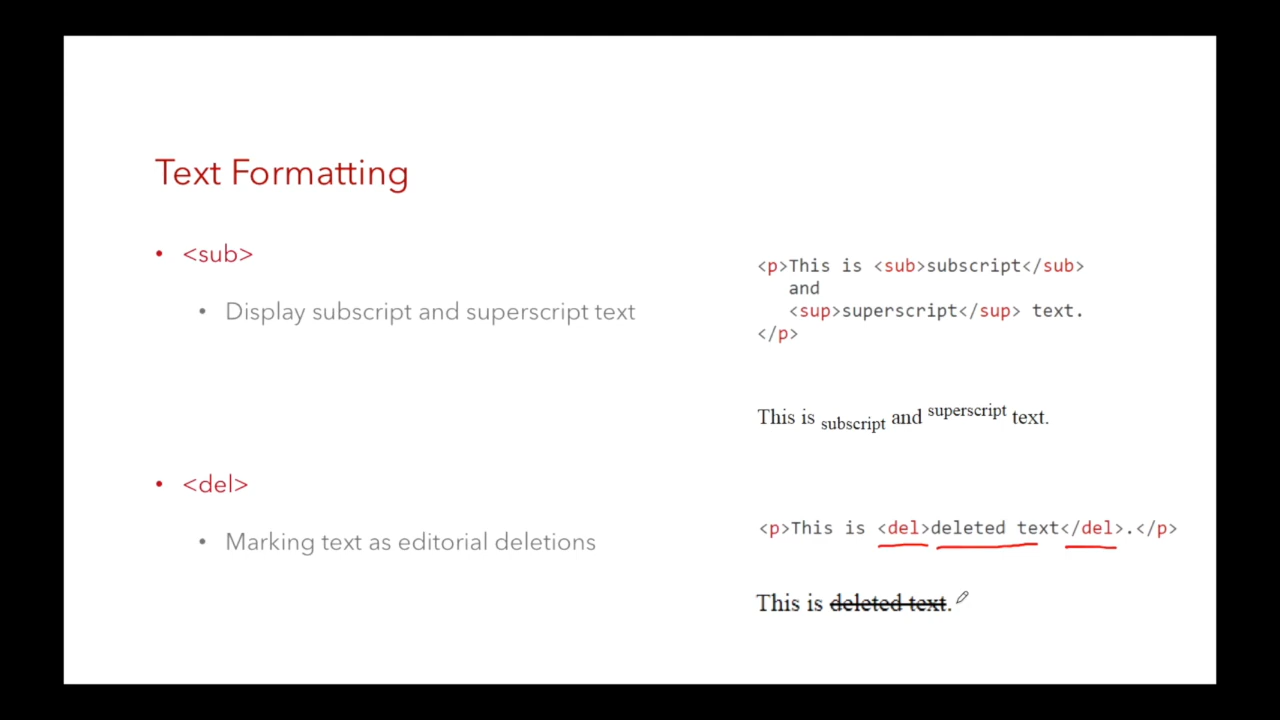 Text Formatting
• <sub>
• Display subscript and superscript text
<p>This is <sub>subscript</sub>
and
<sup>superscript</sup> text.
</p>
This is subscript and superscript text.
• <del>
• Marking text as editorial deletions
<p>This is <del>deleted text</del>.</p>
This is deleted text.